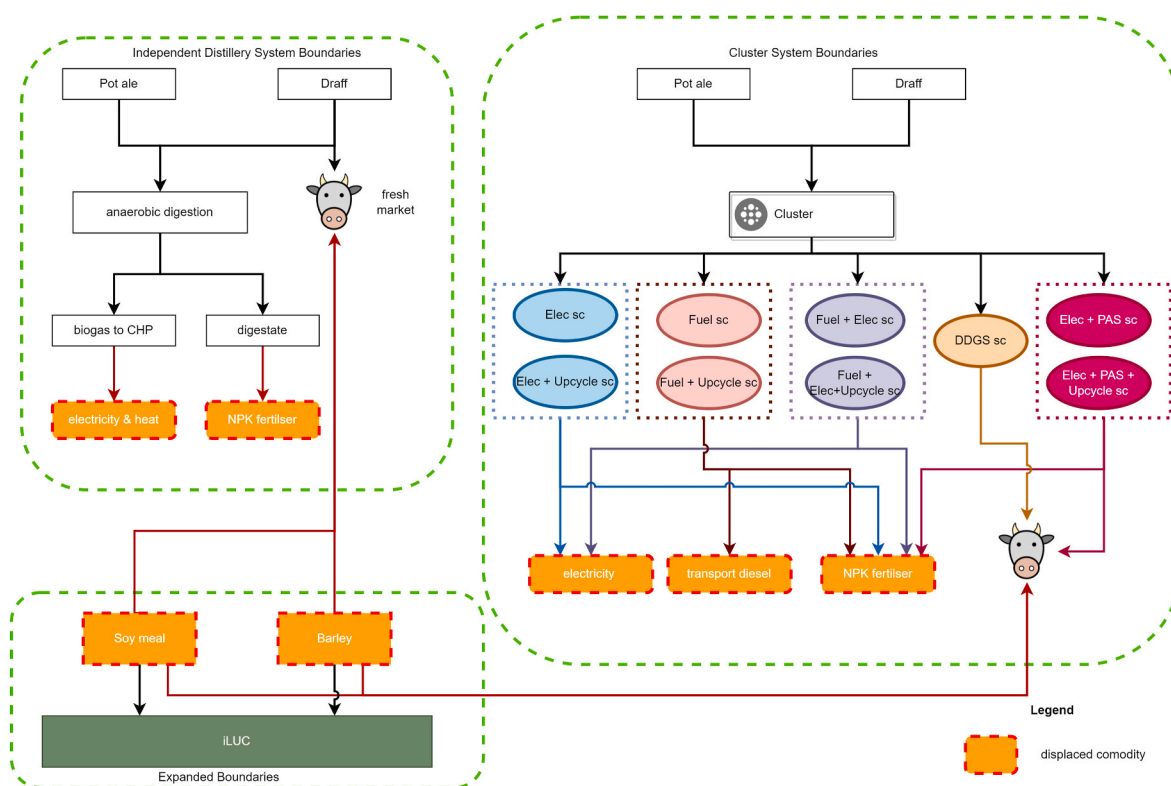 Independent Distillery System Boundaries
Pot ale
Draff
fresh
market
anaerobic digestion
biogas to CHP
digestate
electricity & heat
NPK fertilser
Cluster System Boundaries
Pot ale
Draff
Cluster
Elec sc
Elec + Upcycle sc
Fuel sc
Fuel + Upcycle sc
Fuel + Elec sc
Fuel +
Elec+Upcycle sc
DDGS sc
Elec + PAS sc
Elec + PAS +
Upcycle sc
electricity
transport diesel
NPK fertilser
Soy meal
Barley
iLUC
Expanded Boundaries
Legend
displaced comodity